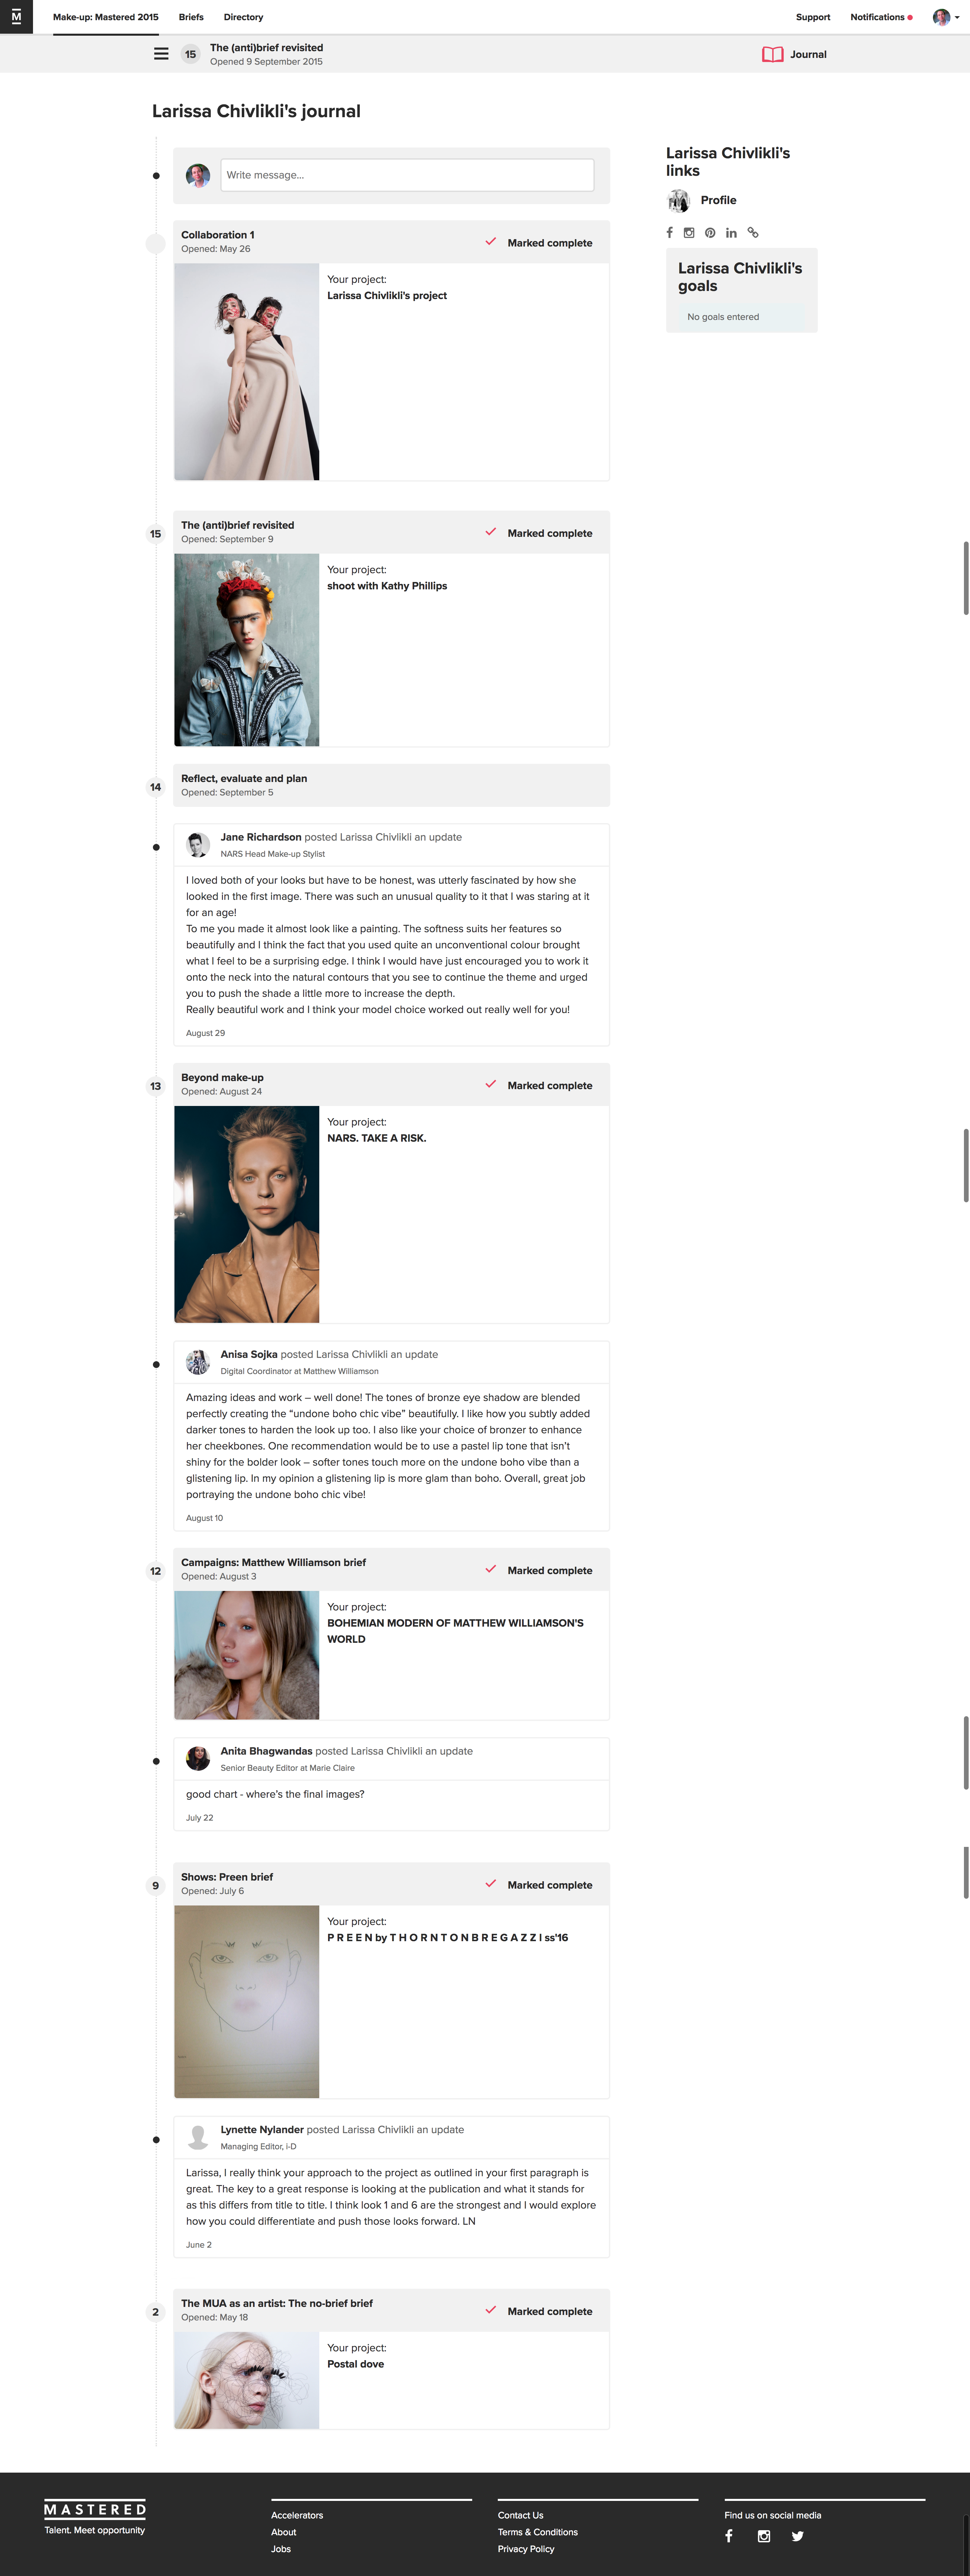 M
Make-up: Mastered 2015
Briefs
Directory
Support
Notifications
15
The (anti)brief revisited
Opened 9 September 2015
Journal
Larissa Chivlikli's journal
Write message...
Collaboration 1
Opened: May 26
Marked complete
Your project:
Larissa Chivlikli's project
15
The (anti)brief revisited
Opened: September 9
Marked complete
Your project:
shoot with Kathy Phillips
14
Reflect, evaluate and plan
Opened: September 5
Jane Richardson posted Larissa Chivlikli an update
NARS Head Make-up Stylist
I loved both of your looks but have to be honest, was utterly fascinated by how she
looked in the first image. There was such an unusual quality to it that I was staring at it
for an age!
To me you made it almost look like a painting. The softness suits her features so
beautifully and I think the fact that you used quite an unconventional colour brought
what I feel to be a surprising edge. I think I would have just encouraged you to work it
onto the neck into the natural contours that you see to continue the theme and urged
you to push the shade a little more to increase the depth.
Really beautiful work and I think your model choice worked out really well for you!
August 29
13
Beyond make-up
Opened: August 24
Marked complete
Your project:
NARS. TAKE A RISK.
Anisa Sojka posted Larissa Chivlikli an update
Digital Coordinator at Matthew Williamson
Amazing ideas and work – well done! The tones of bronze eye shadow are blended
perfectly creating the “undone boho chic vibe” beautifully. I like how you subtly added
darker tones to harden the look up too. I also like your choice of bronzer to enhance
her cheekbones. One recommendation would be to use a pastel lip tone that isn’t
shiny for the bolder look – softer tones touch more on the undone boho vibe than a
glistening lip. In my opinion a glistening lip is more glam than boho. Overall, great job
portraying the undone boho chic vibe!
August 10
12
Campaigns: Matthew Williamson brief
Opened: August 3
Marked complete
Your project:
BOHEMIAN MODERN OF MATTHEW WILLIAMSON'S
WORLD
Anita Bhagwandas posted Larissa Chivlikli an update
Senior Beauty Editor at Marie Claire
good chart - where's the final images?
July 22
9
Shows: Preen brief
Opened: July 6
Marked complete
Your project:
P R E E N by T H O R N T O N B R E G A Z Z I ss'16
Lynette Nylander posted Larissa Chivlikli an update
Managing Editor, i-D
Larissa, I really think your approach to the project as outlined in your first paragraph is
great. The key to a great response is looking at the publication and what it stands for
as this differs from title to title. I think look 1 and 6 are the strongest and I would explore
how you could differentiate and push those looks forward. LN
June 2
2
The MUA as an artist: The no-brief brief
Opened: May 18
Marked complete
Your project:
Postal dove
Larissa Chivlikli's
links
Profile
Larissa Chivlikli's
goals
No goals entered
MASTERED
Talent. Meet opportunity
Accelerators
About
Jobs
Contact Us
Terms & Conditions
Privacy Policy
Find us on social media